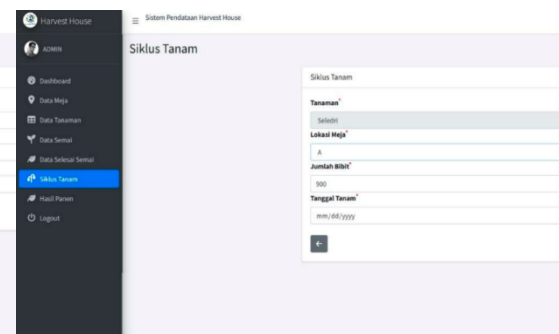 Harvest House
Sistem Pendataan Harvest House
ADMIN
Siklus Tanam
Dashboard
Data Meja
Data Tanaman
Data Semai
Data Selesai Semai
Siklus Tanam
Hasil Panen
Logout
Siklus Tanam
Tanaman*
Seledri
Lokasi Meja*
A
Jumlah Bibit*
900
Tanggal Tanam*
mm/dd/yyyy